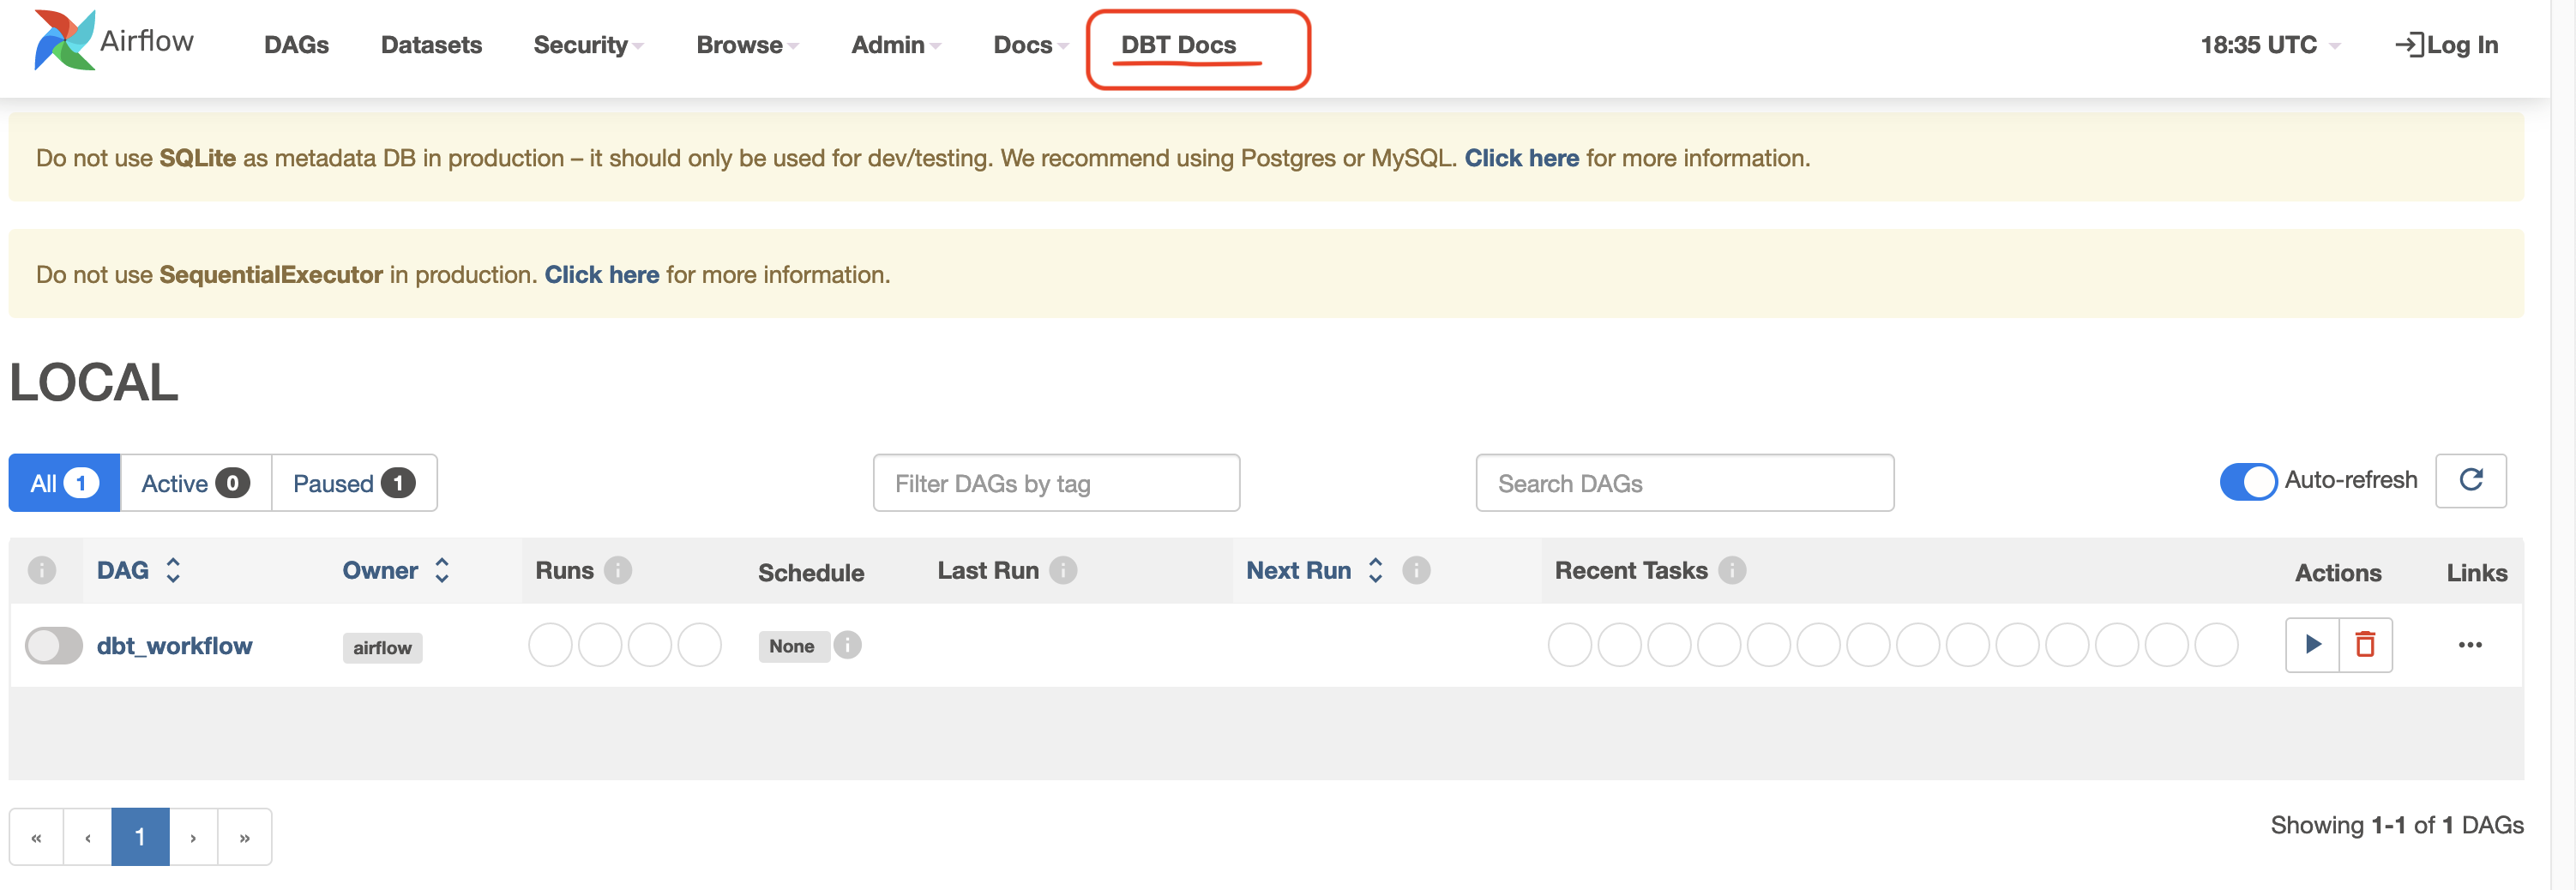 Airflow DAGs Datasets Security Browse Admin Docs DBT Docs 18:35 UTC Log In
Do not use SQLite as metadata DB in production – it should only be used for dev/testing. We recommend using Postgres or MySQL. Click here for more information.
Do not use SequentialExecutor in production. Click here for more information.
LOCAL
All 1 Active 0 Paused 1 Filter DAGs by tag Search DAGs Auto-refresh
DAG Owner Runs Schedule Last Run Next Run Recent Tasks Actions Links
dbt_workflow airflow None
« ‹ 1 › »
Showing 1-1 of 1 DAGs